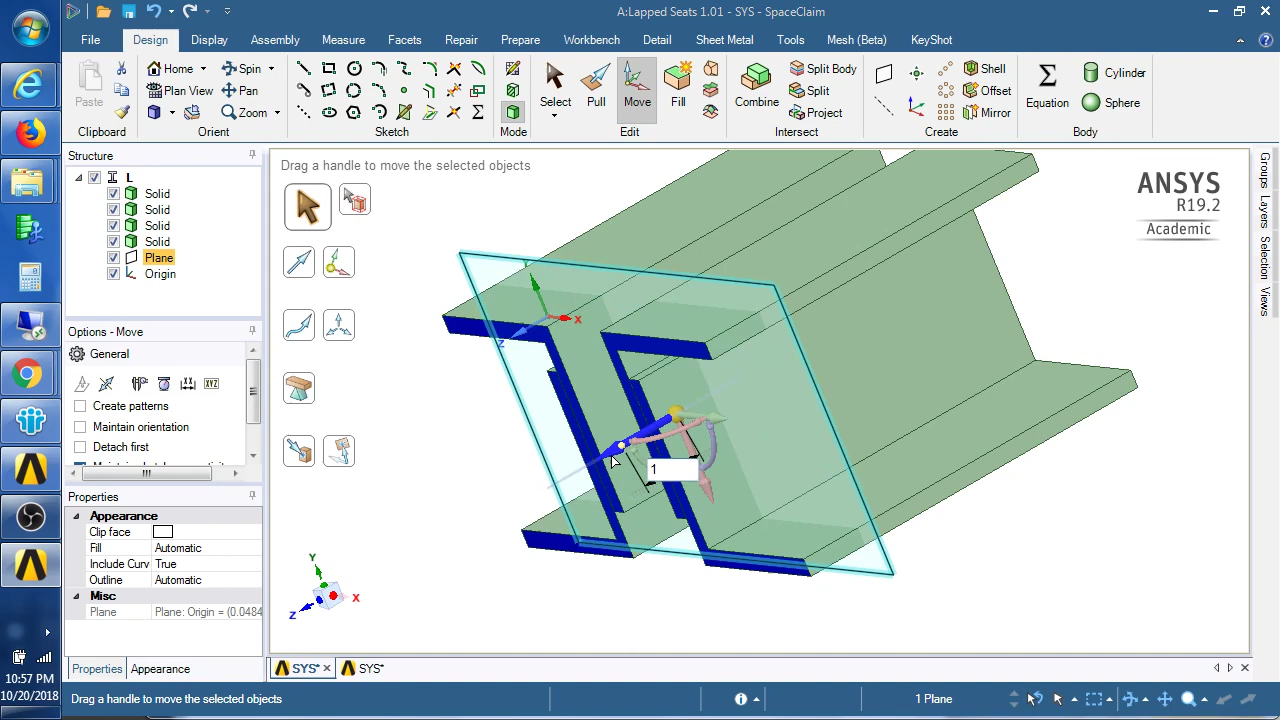 A:Lapped Seats 1.01 - SYS - SpaceClaim
File Design Display Assembly Measure Facets Repair Prepare Workbench Detail Sheet Metal Tools Mesh (Beta) KeyShot
Paste
Clipboard
Home Spin
Plan View Pan
Zoom
Orient
Sketch
Mode
Select Pull Move Fill
Edit
Combine
Split Body
Split
Project
Intersect
Shell
Offset
Mirror
Create
Equation
Cylinder
Sphere
Body
Structure
L
Solid
Solid
Solid
Solid
Plane
Origin
Options - Move
General
XYZ
Create patterns
Maintain orientation
Detach first
Properties
Appearance
Clip face
Fill Automatic
Include Curv True
Outline Automatic
Misc
Plane Plane: Origin = (0.0484
Properties Appearance
Drag a handle to move the selected objects
ANSYS
R19.2
Academic
X
Z
1
Y
X
Z
Groups
Layers
Selection
Views
SYS* SYS*
Drag a handle to move the selected objects
1 Plane
10:57 PM
10/20/2018